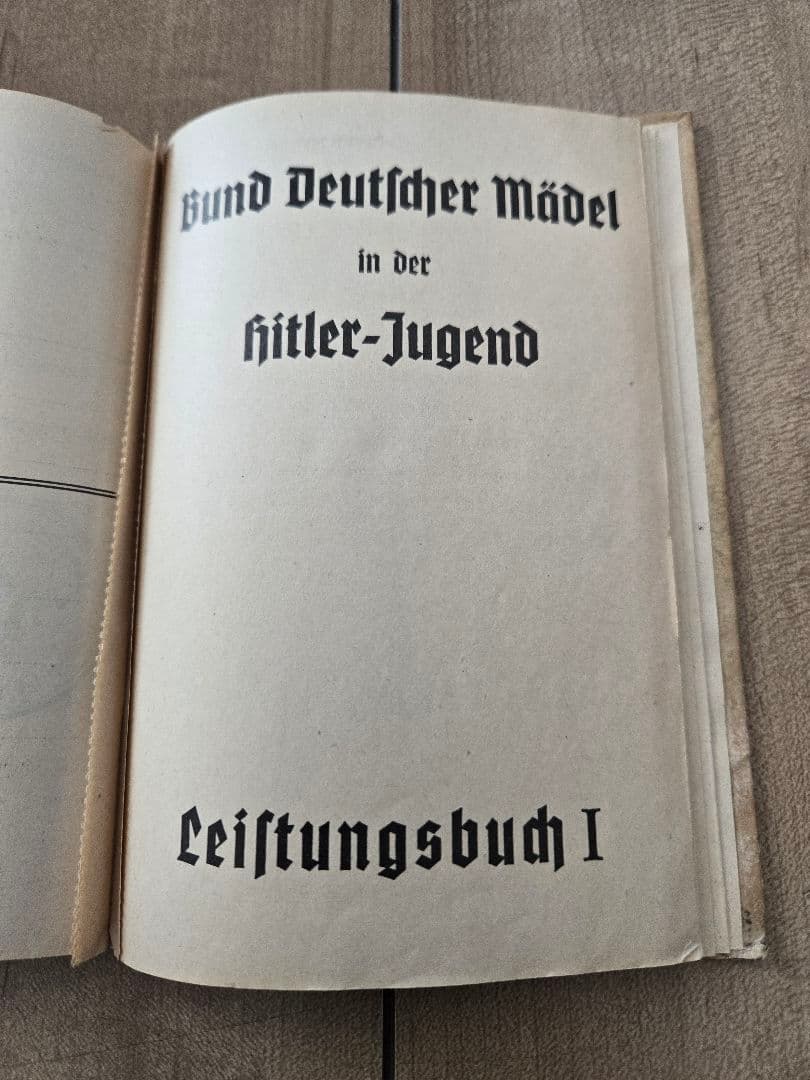 Bund Deutſcher Mädel
in der
Hitler-Jugend
Leiſtungsbuch I